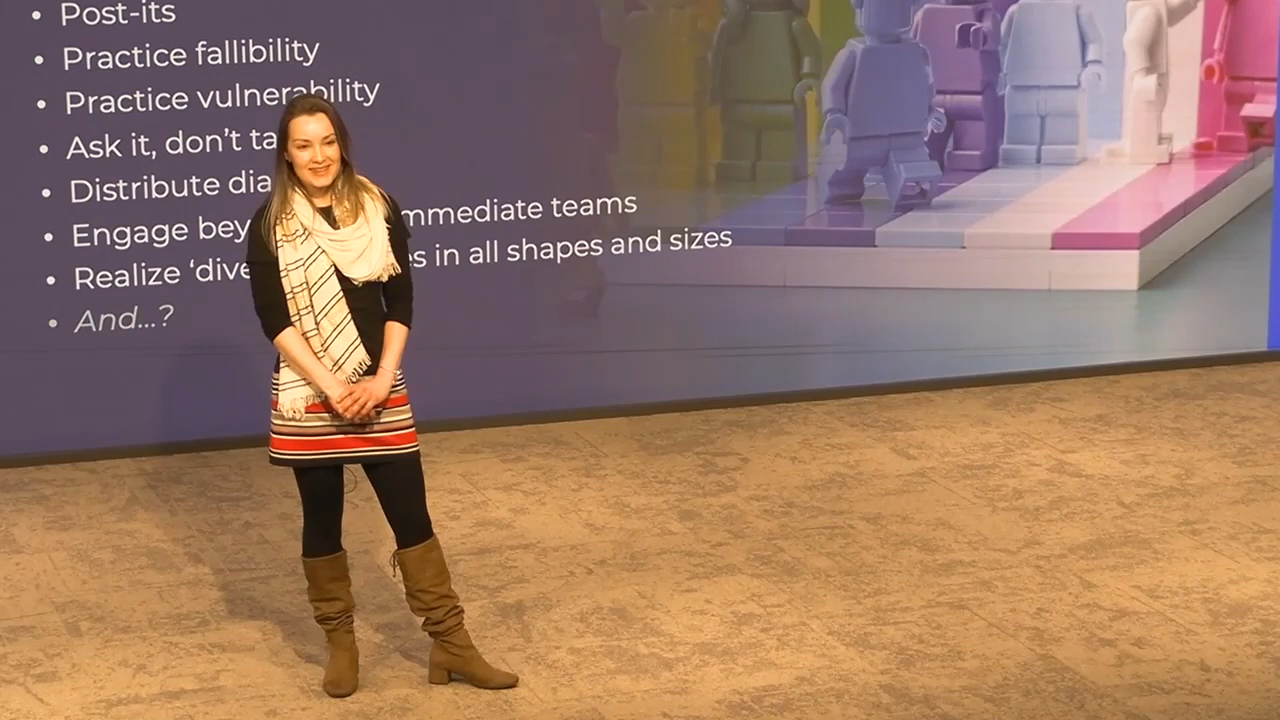 • Post-its
• Practice fallibility
• Practice vulnerability
• Ask it, don't ta
• Distribute dia
• Engage bey mmediate teams
• Realize 'dive es in all shapes and sizes
• And...?